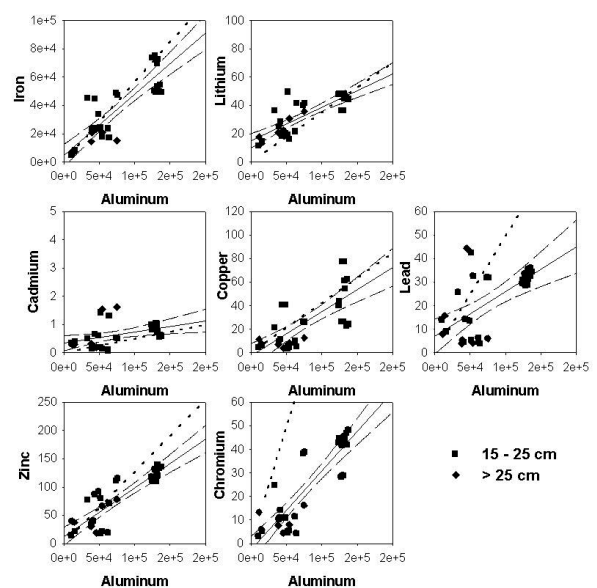 1e+5
8e+4
6e+4
4e+4
2e+4
0e+0
Iron
0e+0 5e+4 1e+5 2e+5 2e+5
Aluminum
80
60
40
20
0
Lithium
0e+0 5e+4 1e+5 2e+5 2e+5
Aluminum
5
4
3
2
1
0
Cadmium
0e+0 5e+4 1e+5 2e+5 2e+5
Aluminum
120
100
80
60
40
20
0
Copper
0e+0 5e+4 1e+5 2e+5 2e+5
Aluminum
60
50
40
30
20
10
0
Lead
0e+0 5e+4 1e+5 2e+5 2e+5
Aluminum
250
200
150
100
50
0
Zinc
0e+0 5e+4 1e+5 2e+5 2e+5
Aluminum
60
50
40
30
20
10
0
Chromium
0e+0 5e+4 1e+5 2e+5 2e+5
Aluminum
15 - 25 cm
> 25 cm